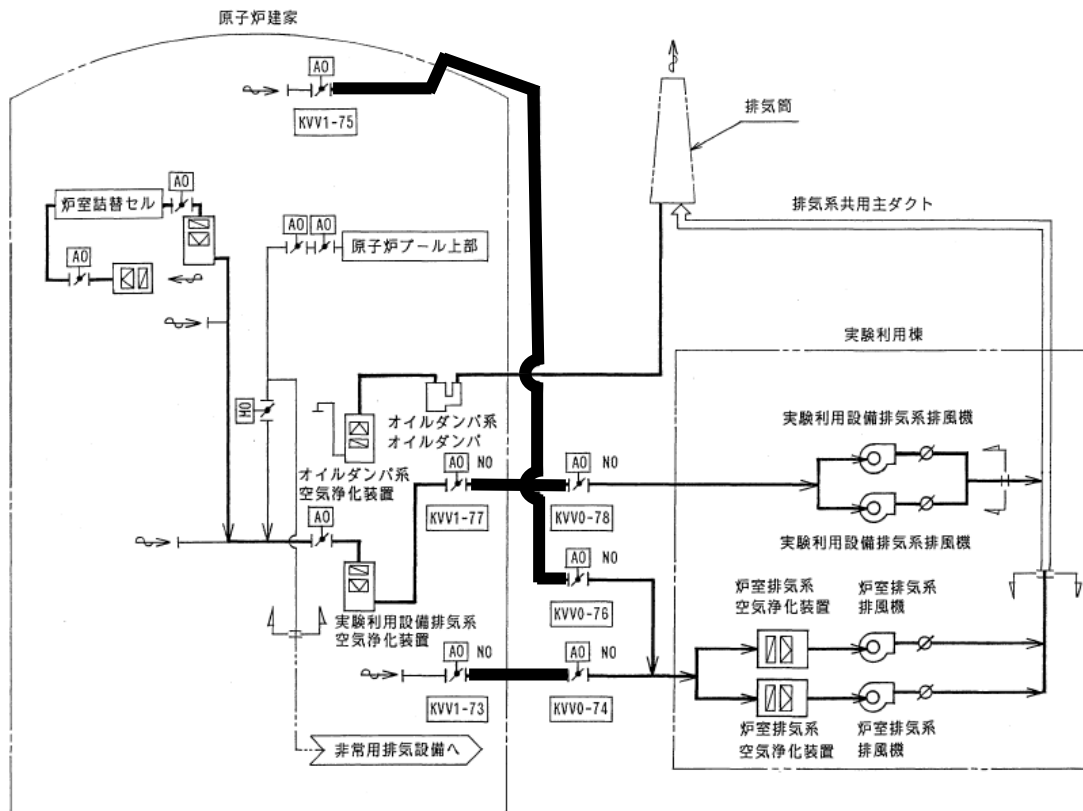 原子炉建家
AO
KVV1-75
排気筒
AO
炉室詰替セル
AO
AO
原子炉プール上部
排気系共用主ダクト
AO
実験利用棟
MO
オイルダンパ系
オイルダンパ
実験利用設備排気系排風機
オイルダンパ系
空気浄化装置
AO NO
AO NO
KVV1-77
KVV0-78
AO
実験利用設備排気系排風機
AO NO
KVV0-76
炉室排気系
空気浄化装置
炉室排気系
排風機
実験利用設備排気系
空気浄化装置
AO NO
AO NO
KVV1-73
KVV0-74
炉室排気系
空気浄化装置
炉室排気系
排風機
非常用排気設備へ